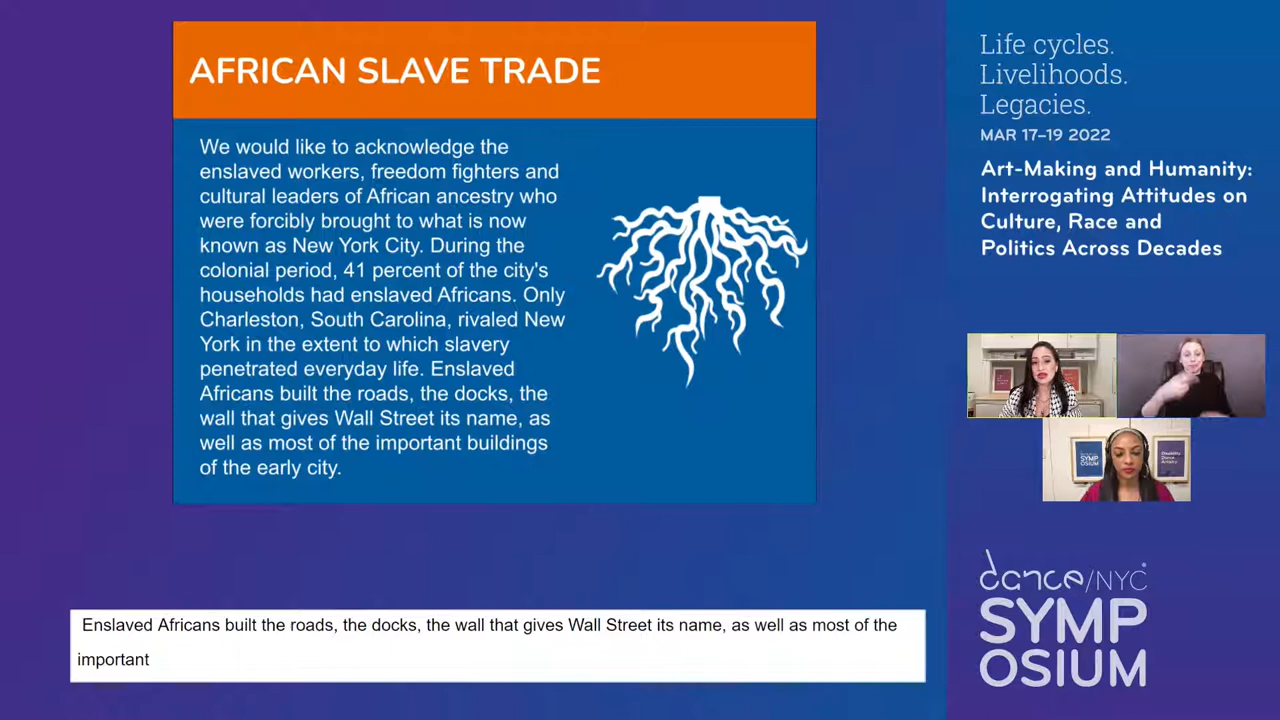 AFRICAN SLAVE TRADE
We would like to acknowledge the
enslaved workers, freedom fighters and
cultural leaders of African ancestry who
were forcibly brought to what is now
known as New York City. During the
colonial period, 41 percent of the city's
households had enslaved Africans. Only
Charleston, South Carolina, rivaled New
York in the extent to which slavery
penetrated everyday life. Enslaved
Africans built the roads, the docks, the
wall that gives Wall Street its name, as
well as most of the important buildings
of the early city.
Enslaved Africans built the roads, the docks, the wall that gives Wall Street its name, as well as most of the
important
Life cycles.
Livelihoods.
Legacies.
MAR 17–19 2022
Art-Making and Humanity:
Interrogating Attitudes on
Culture, Race and
Politics Across Decades
SYMP
OSIUM
Disability.
Dance.
Artistry.
dance/NYC
SYMP
OSIUM